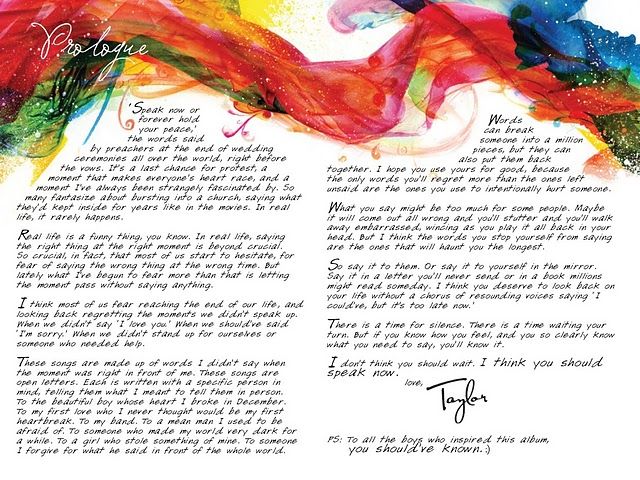 Prologue
'Speak now or
forever hold
your peace,'
the words said
by preachers at the end of wedding
ceremonies all over the world, right before
the vows. It's a last chance for protest, a
moment that makes everyone's heart race, and a
moment I've always been strangely fascinated by. So
many fantasize about bursting into a church, saying what
they'd kept inside for years like in the movies. In real
life, it rarely happens.
Real life is a funny thing, you know. In real life, saying
the right thing at the right moment is beyond crucial.
So crucial, in fact, that most of us start to hesitate, for
fear of saying the wrong thing at the wrong time. But
lately what I've begun to fear more than that is letting
the moment pass without saying anything.
I think most of us fear reaching the end of our life, and
looking back regretting the moments we didn't speak up.
When we didn't say 'I love you.' When we should've said
'I'm sorry.' When we didn't stand up for ourselves or
someone who needed help.
These songs are made up of words I didn't say when
the moment was right in front of me. These songs are
open letters. Each is written with a specific person in
mind, telling them what I meant to tell them in person.
To the beautiful boy whose heart I broke in December.
To my first love who I never thought would be my first
heartbreak. To my band. To a mean man I used to be
afraid of. To someone who made my world very dark for
a while. To a girl who stole something of mine. To someone
I forgive for what he said in front of the whole world.
Words
can break
someone into a million
pieces, but they can
also put them back
together. I hope you use yours for good, because
the only words you'll regret more than the ones left
unsaid are the ones you use to intentionally hurt someone.
What you say might be too much for some people. Maybe
it will come out all wrong and you'll stutter and you'll walk
away embarrassed, wincing as you play it all back in your
head. But I think the words you stop yourself from saying
are the ones that will haunt you the longest.
So say it to them. Or say it to yourself in the mirror.
Say it in a letter you'll never send or in a book millions
might read someday. I think you deserve to look back on
your life without a chorus of resounding voices saying 'I
could've, but it's too late now.'
There is a time for silence. There is a time waiting your
turn. But if you know how you feel, and you so clearly know
what you need to say, you'll know it.
I don't think you should wait. I think you should
speak now.
love,
Taylor
PS: To all the boys who inspired this album,
you should've known. :)